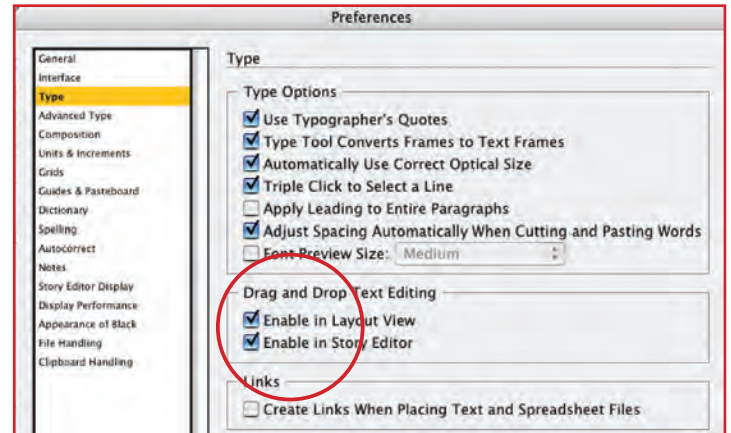 Preferences
General
Interface
Type
Advanced Type
Composition
Units & Increments
Grids
Guides & Pasteboard
Dictionary
Spelling
Autocorrect
Notes
Story Editor Display
Display Performance
Appearance of Black
File Handling
Clipboard Handling
Type
Type Options
Use Typographer's Quotes
Type Tool Converts Frames to Text Frames
Automatically Use Correct Optical Size
Triple Click to Select a Line
Apply Leading to Entire Paragraphs
Adjust Spacing Automatically When Cutting and Pasting Words
Font Preview Size: Medium
Drag and Drop Text Editing
Enable in Layout View
Enable in Story Editor
Links
Create Links When Placing Text and Spreadsheet Files